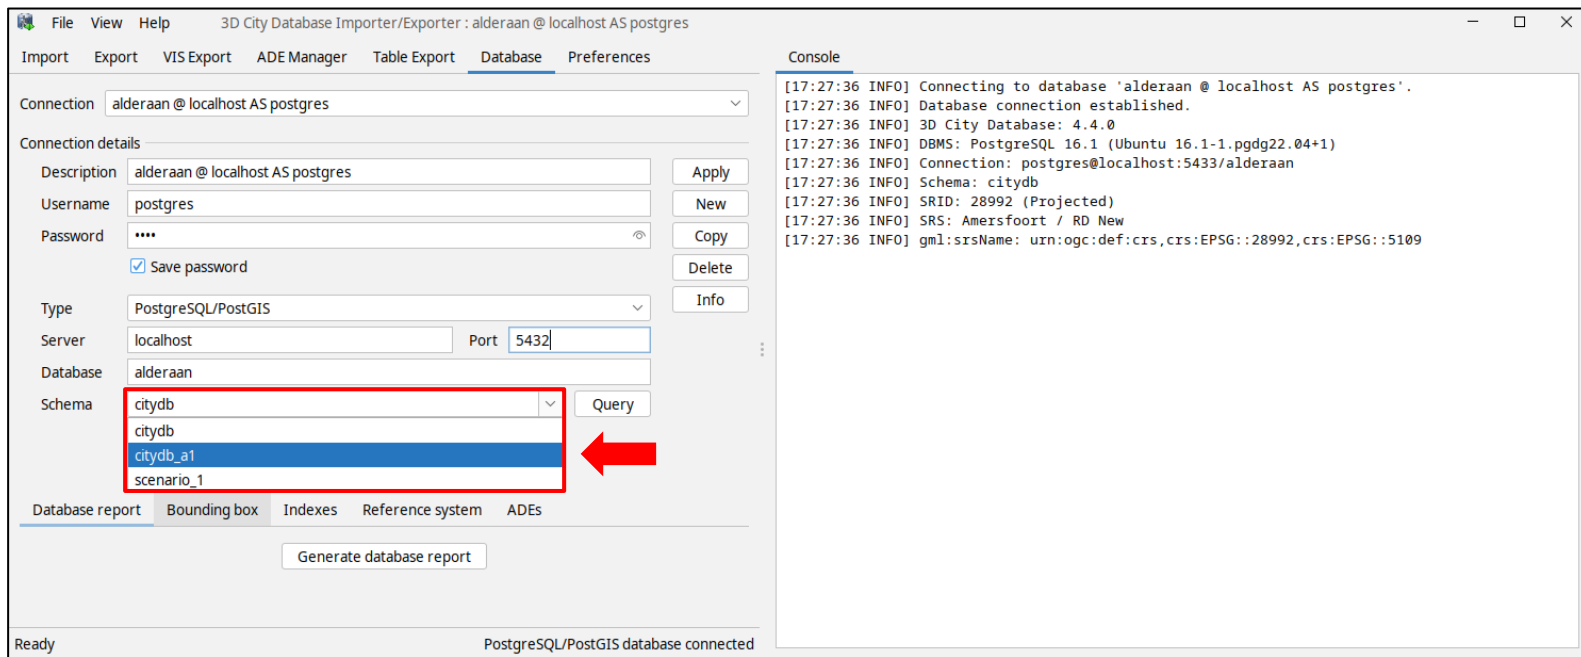 File View Help 3D City Database Importer/Exporter : alderaan @ localhost AS postgres
Import Export VIS Export ADE Manager Table Export Database Preferences
Connection alderaan @ localhost AS postgres
Connection details
Description alderaan @ localhost AS postgres Apply
Username postgres New
Password •••• Copy
Save password Delete
Info
Type PostgreSQL/PostGIS
Server localhost Port 5432
Database alderaan
Schema citydb Query
citydb
citydb_a1
scenario_1
Database report Bounding box Indexes Reference system ADEs
Generate database report
Ready PostgreSQL/PostGIS database connected
Console
[17:27:36 INFO] Connecting to database 'alderaan @ localhost AS postgres'.
[17:27:36 INFO] Database connection established.
[17:27:36 INFO] 3D City Database: 4.4.0
[17:27:36 INFO] DBMS: PostgreSQL 16.1 (Ubuntu 16.1-1.pgdg22.04+1)
[17:27:36 INFO] Connection: postgres@localhost:5433/alderaan
[17:27:36 INFO] Schema: citydb
[17:27:36 INFO] SRID: 28992 (Projected)
[17:27:36 INFO] SRS: Amersfoort / RD New
[17:27:36 INFO] gml:srsName: urn:ogc:def:crs,crs:EPSG::28992,crs:EPSG::5109